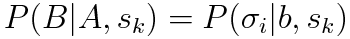 P(B|A, s_k) = P(σ_i|b, s_k)